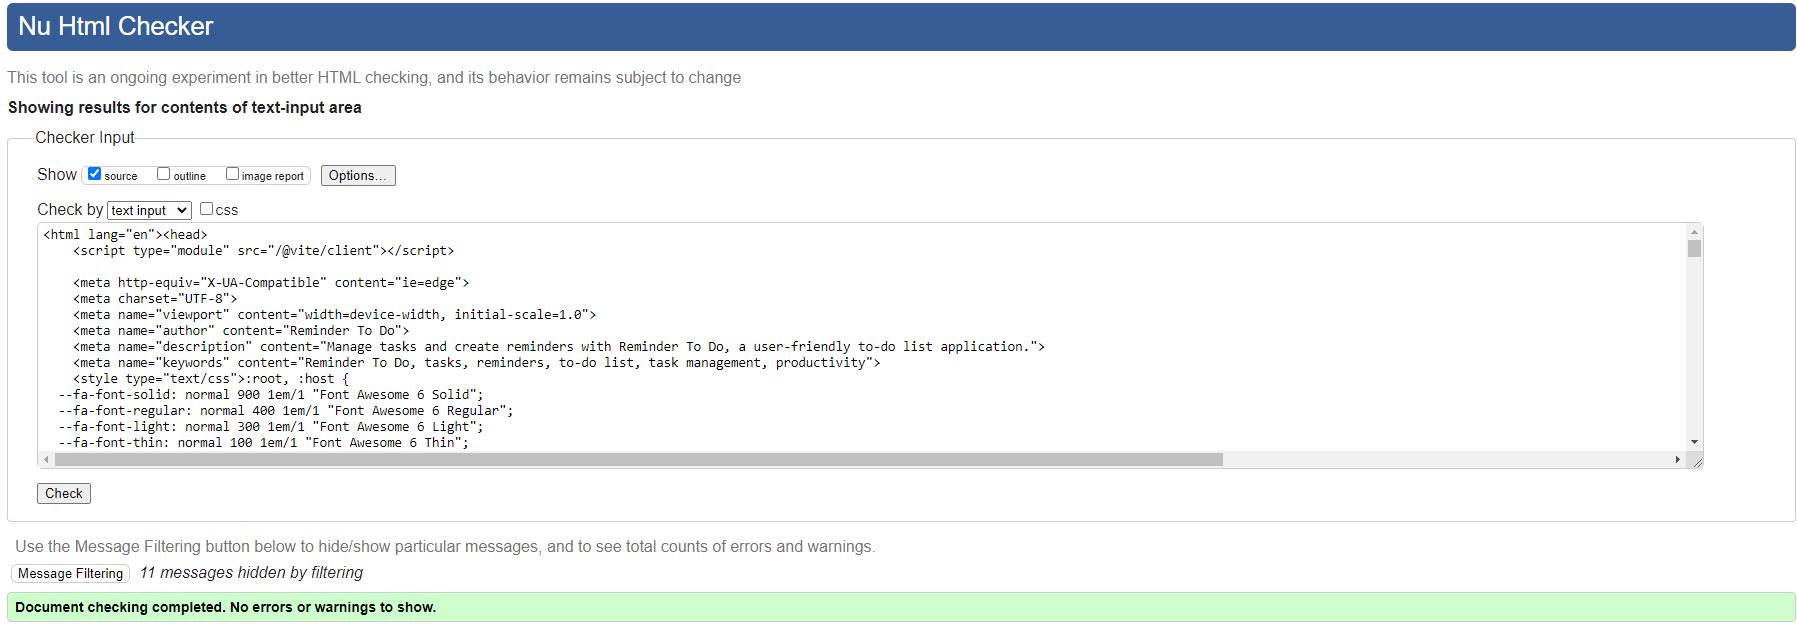 Nu Html Checker
This tool is an ongoing experiment in better HTML checking, and its behavior remains subject to change
Showing results for contents of text-input area
Checker Input
Show source outline image report Options...
Check by text input css
<html lang="en"><head>
    <script type="module" src="/@vite/client"></script>
    <meta http-equiv="X-UA-Compatible" content="ie=edge">
    <meta charset="UTF-8">
    <meta name="viewport" content="width=device-width, initial-scale=1.0">
    <meta name="author" content="Reminder To Do">
    <meta name="description" content="Manage tasks and create reminders with Reminder To Do, a user-friendly to-do list application.">
    <meta name="keywords" content="Reminder To Do, tasks, reminders, to-do list, task management, productivity">
    <style type="text/css">:root, :host {
  --fa-font-solid: normal 900 1em/1 "Font Awesome 6 Solid";
  --fa-font-regular: normal 400 1em/1 "Font Awesome 6 Regular";
  --fa-font-light: normal 300 1em/1 "Font Awesome 6 Light";
  --fa-font-thin: normal 100 1em/1 "Font Awesome 6 Thin";
Check
Use the Message Filtering button below to hide/show particular messages, and to see total counts of errors and warnings.
Message Filtering 11 messages hidden by filtering
Document checking completed. No errors or warnings to show.